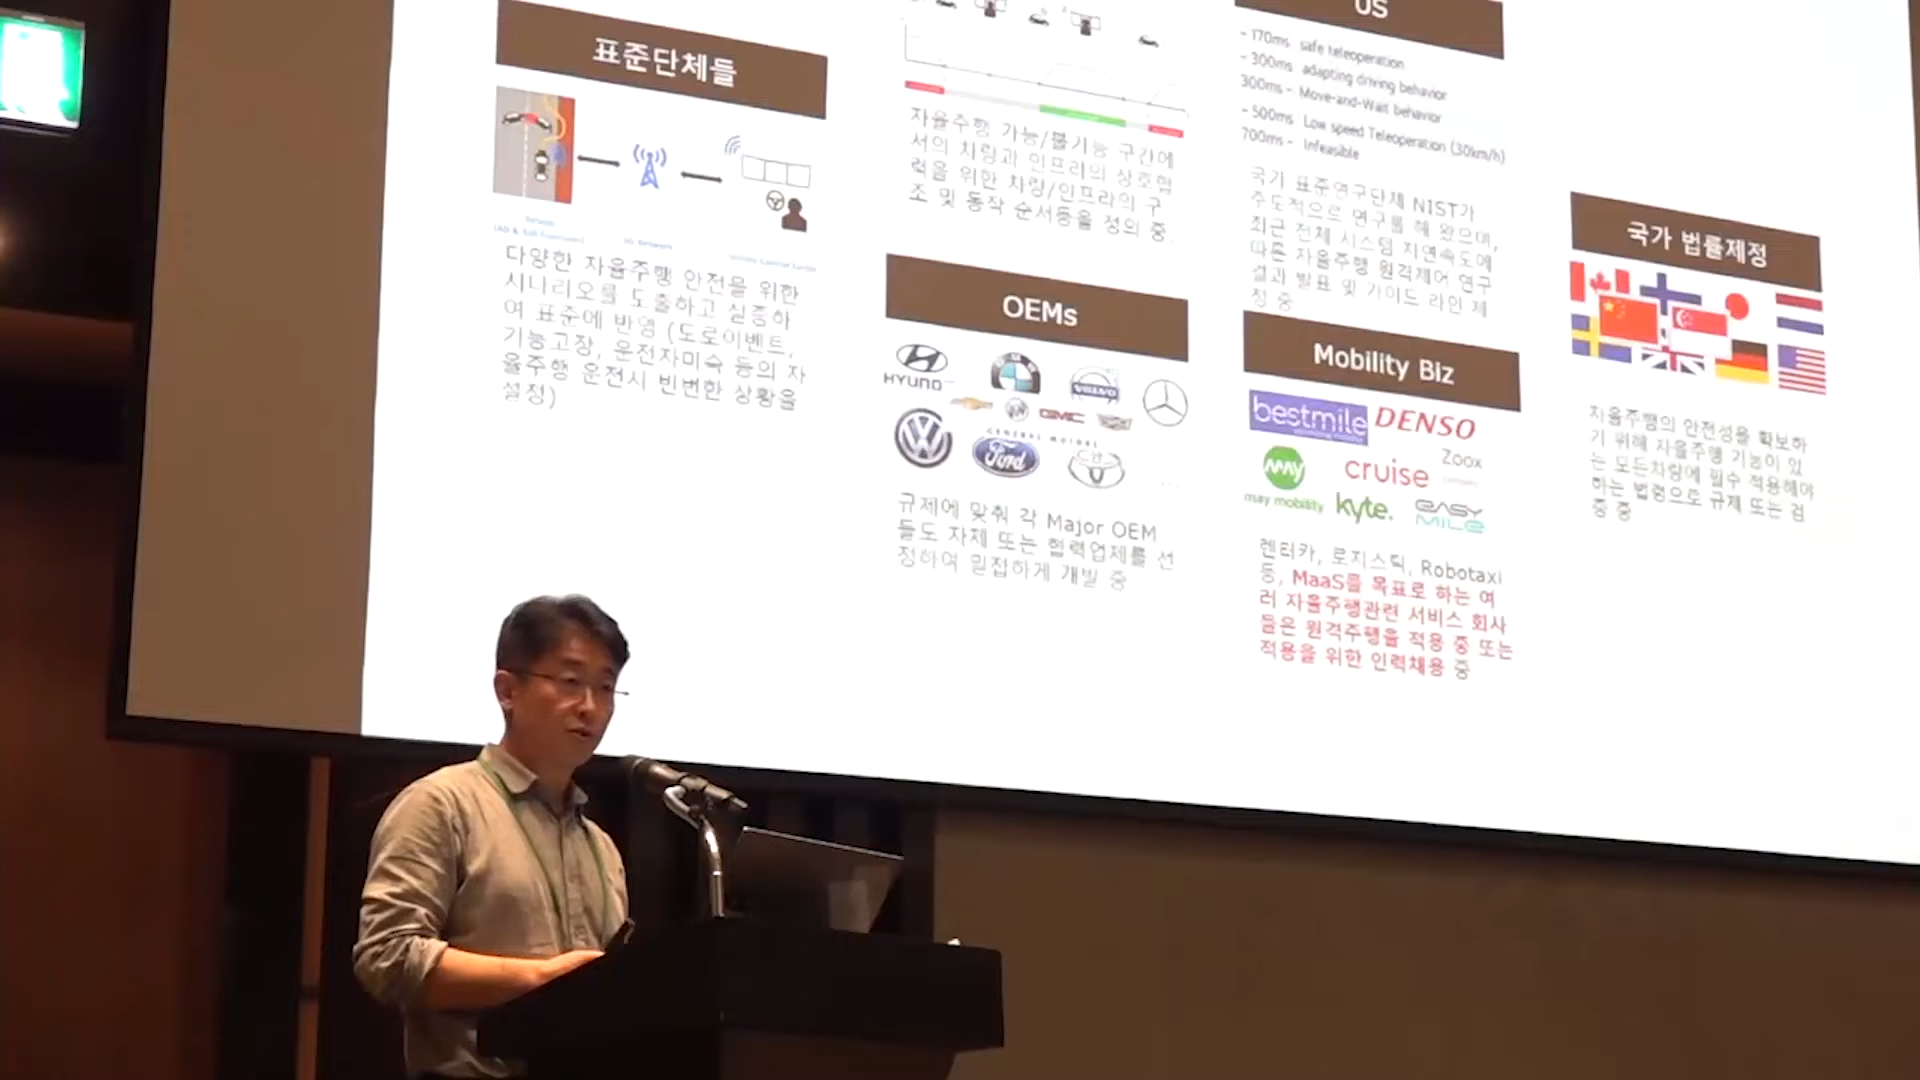 표준단체들
다양한 자율주행 안전을 위한
시나리오를 도출하고 실증하
여 표준에 반영 (도로이벤트,
기능고장, 운전자미숙 등의 자
율주행 운전시 빈번한 상황을
설정)
자율주행 가능/불가능 구간에
서의 차량과 인프라의 상호협
력을 위한 차량/인프라의 구
조 및 동작 순서등을 정의 중
OEMs
HYUNDAI
VOLVO
GMC
GENERAL MOTORS
Ford
규제에 맞춰 각 Major OEM
들도 자체 또는 협력업체를 선
정하여 밀접하게 개발 중
US
~ 170ms safe teleoperation
~ 300ms adapting driving behavior
300ms ~ Move-and-Wait behavior
~ 500ms Low speed Teleoperation (30km/h)
700ms ~ Infeasible
국가 표준연구단체 NIST가
주도적으로 연구를 해 왔으며,
최근 전체 시스템 지연속도에
따른 자율주행 원격제어 연구
결과 발표 및 가이드 라인 제
정 중
Mobility Biz
bestmile DENSO
may
may mobility
cruise
Zoox
kyte.
EASY
MILE
렌터카, 로지스틱, Robotaxi
등, MaaS를 목표로 하는 여
러 자율주행관련 서비스 회사
들은 원격주행을 적용 중 또는
적용을 위한 인력채용 중
국가 법률제정
자율주행의 안전성을 확보하
기 위해 자율주행 기능이 있
는 모든차량에 필수 적용해야
하는 법령으로 규제 또는 검
증 중